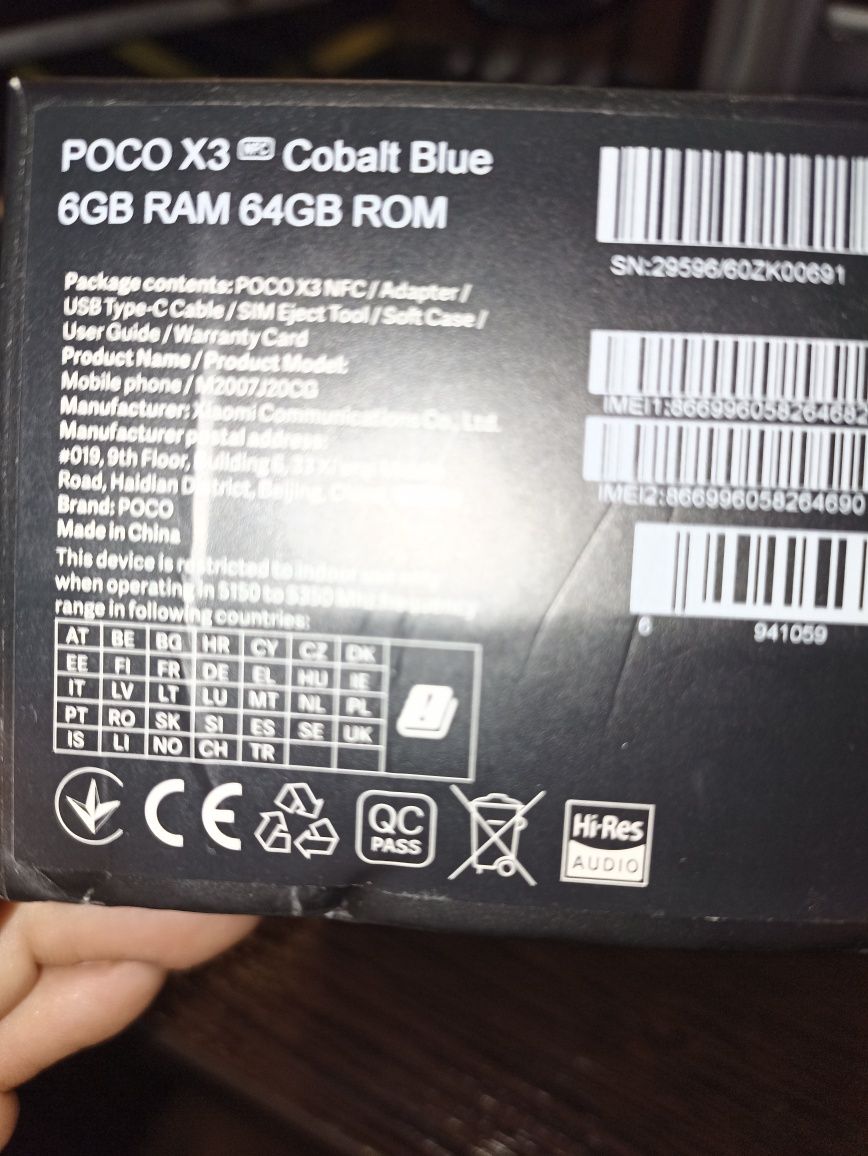 POCO X3 NFC Cobalt Blue
6GB RAM 64GB ROM
Package contents: POCO X3 NFC / Adapter /
USB Type-C Cable / SIM Eject Tool / Soft Case /
User Guide / Warranty Card
Product Name / Product Model:
Mobile phone / M2007J20CG
Manufacturer: Xiaomi Communications Co., Ltd.
Manufacturer postal address:
#019, 9th Floor, Building 6, 33
Road, Haidian District, Beijing,
Brand: POCO
Made in China
This device is restricted to indoor use
when operating in 5150 to 5350 MHz frequency
range in following countries:
AT BE BG HR CY CZ DK
EE FI FR DE EL HU IE
IT LV LT LU MT NL PL
PT RO SK SI ES SE UK
IS LI NO CH TR
SN:29596/60ZK00691
IMEI1:866996058264682
IMEI2:866996058264690
6 941059
CE
QC
PASS
Hi-Res
AUDIO